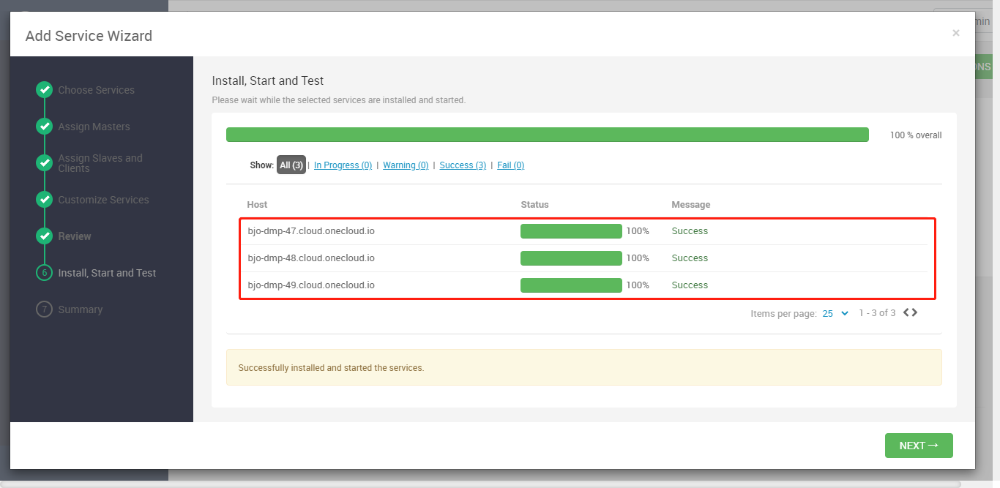 min
Add Service Wizard
×
ONS
Choose Services
Assign Masters
Assign Slaves and
Clients
Customize Services
Review
6 Install, Start and Test
7 Summary
Install, Start and Test
Please wait while the selected services are installed and started.
100 % overall
Show: All (3) | In Progress (0) | Warning (0) | Success (3) | Fail (0)
Host Status Message
bjo-dmp-47.cloud.onecloud.io 100% Success
bjo-dmp-48.cloud.onecloud.io 100% Success
bjo-dmp-49.cloud.onecloud.io 100% Success
Items per page: 25 1 - 3 of 3
Successfully installed and started the services.
NEXT →